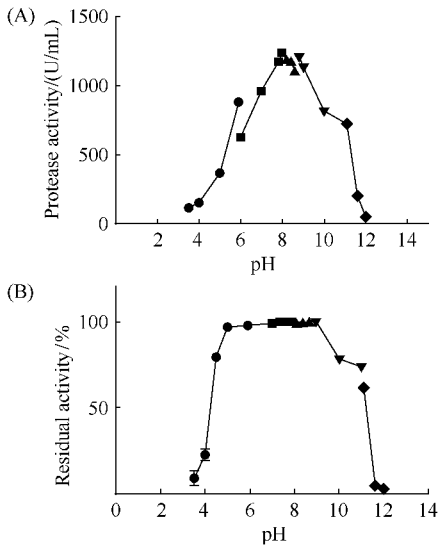 (A)
Protease activity/(U/mL)
1500
1000
500
0
2 4 6 8 10 12 14
pH
(B)
Residual activity/%
100
50
0 2 4 6 8 10 12 14
pH